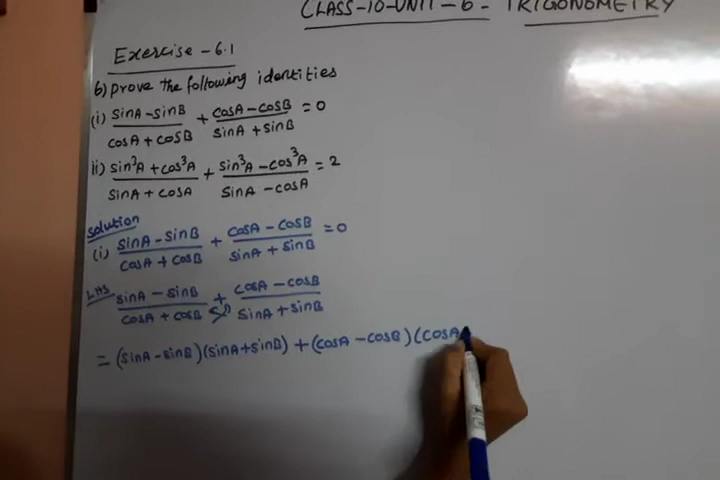 CLASS-10-UNIT-6- TRIGONOMETRY
Exercise - 6.1
6) prove the following identities
(i) sinA-sinB/cosA + cosB + cosA-cosB/sinA + sinB = 0
ii) sin³A + cos³A/sinA + cosA + sin³A - cos³A/sinA - cosA = 2
solution
(i) sinA - sinB/cosA + cosB + cosA - cosB/sinA + sinB = 0
LHS sinA - sinB/cosA + cosB + cosA - cosB/sinA + sinB
= (sinA - sinB)(sinA+sinB) + (cosA - cosB)(cosA